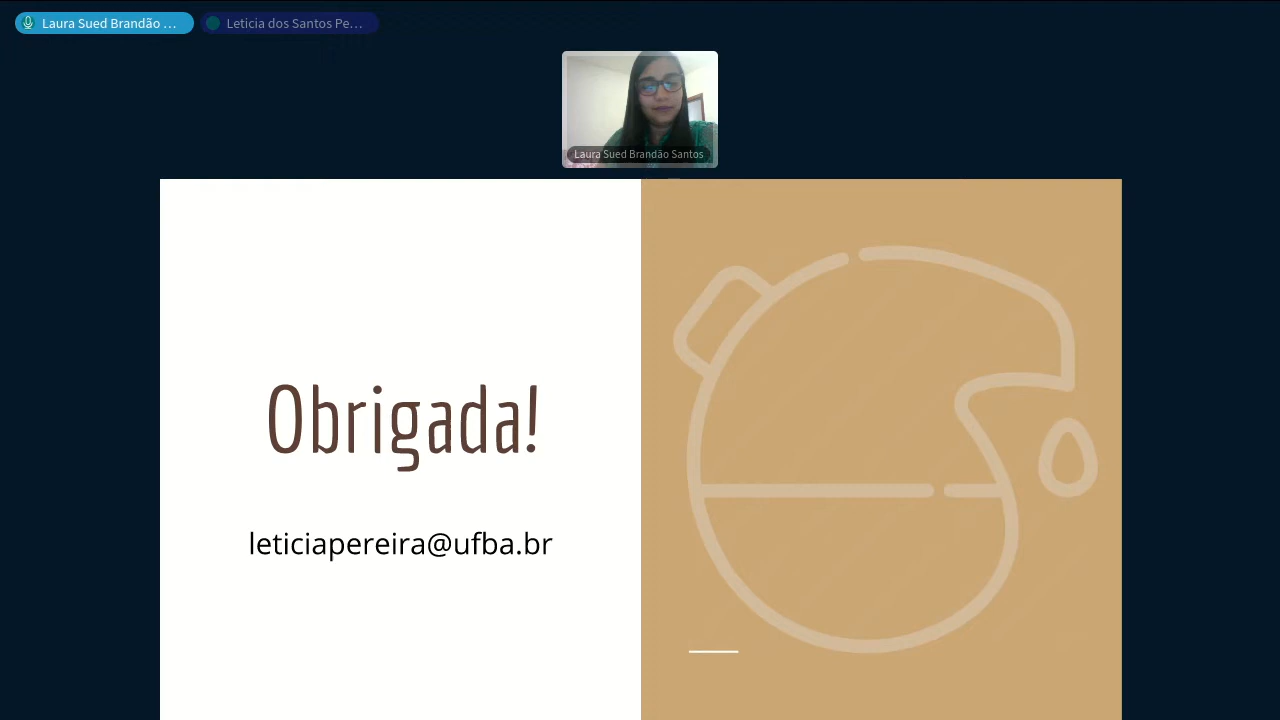 Laura Sued Brandão ...
Leticia dos Santos Pe...
Laura Sued Brandão Santos
Obrigada!
leticiapereira@ufba.br